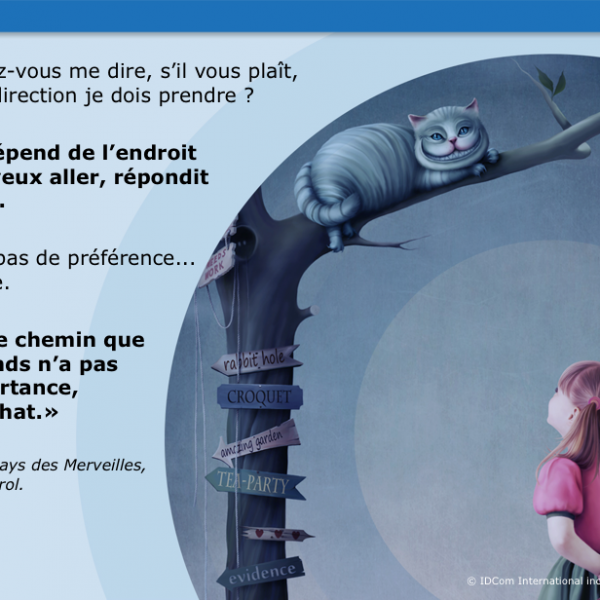 z-vous me dire, s’il vous plaît,
direction je dois prendre ?
épend de l’endroit
veux aller, répondit
.
pas de préférence...
e.
e chemin que
nds n’a pas
rtance,
hat.»
ays des Merveilles,
rol.
WORK
rabbit hole
CROQUET
amazing garden
TEA-PARTY
evidence
© IDCom International inc